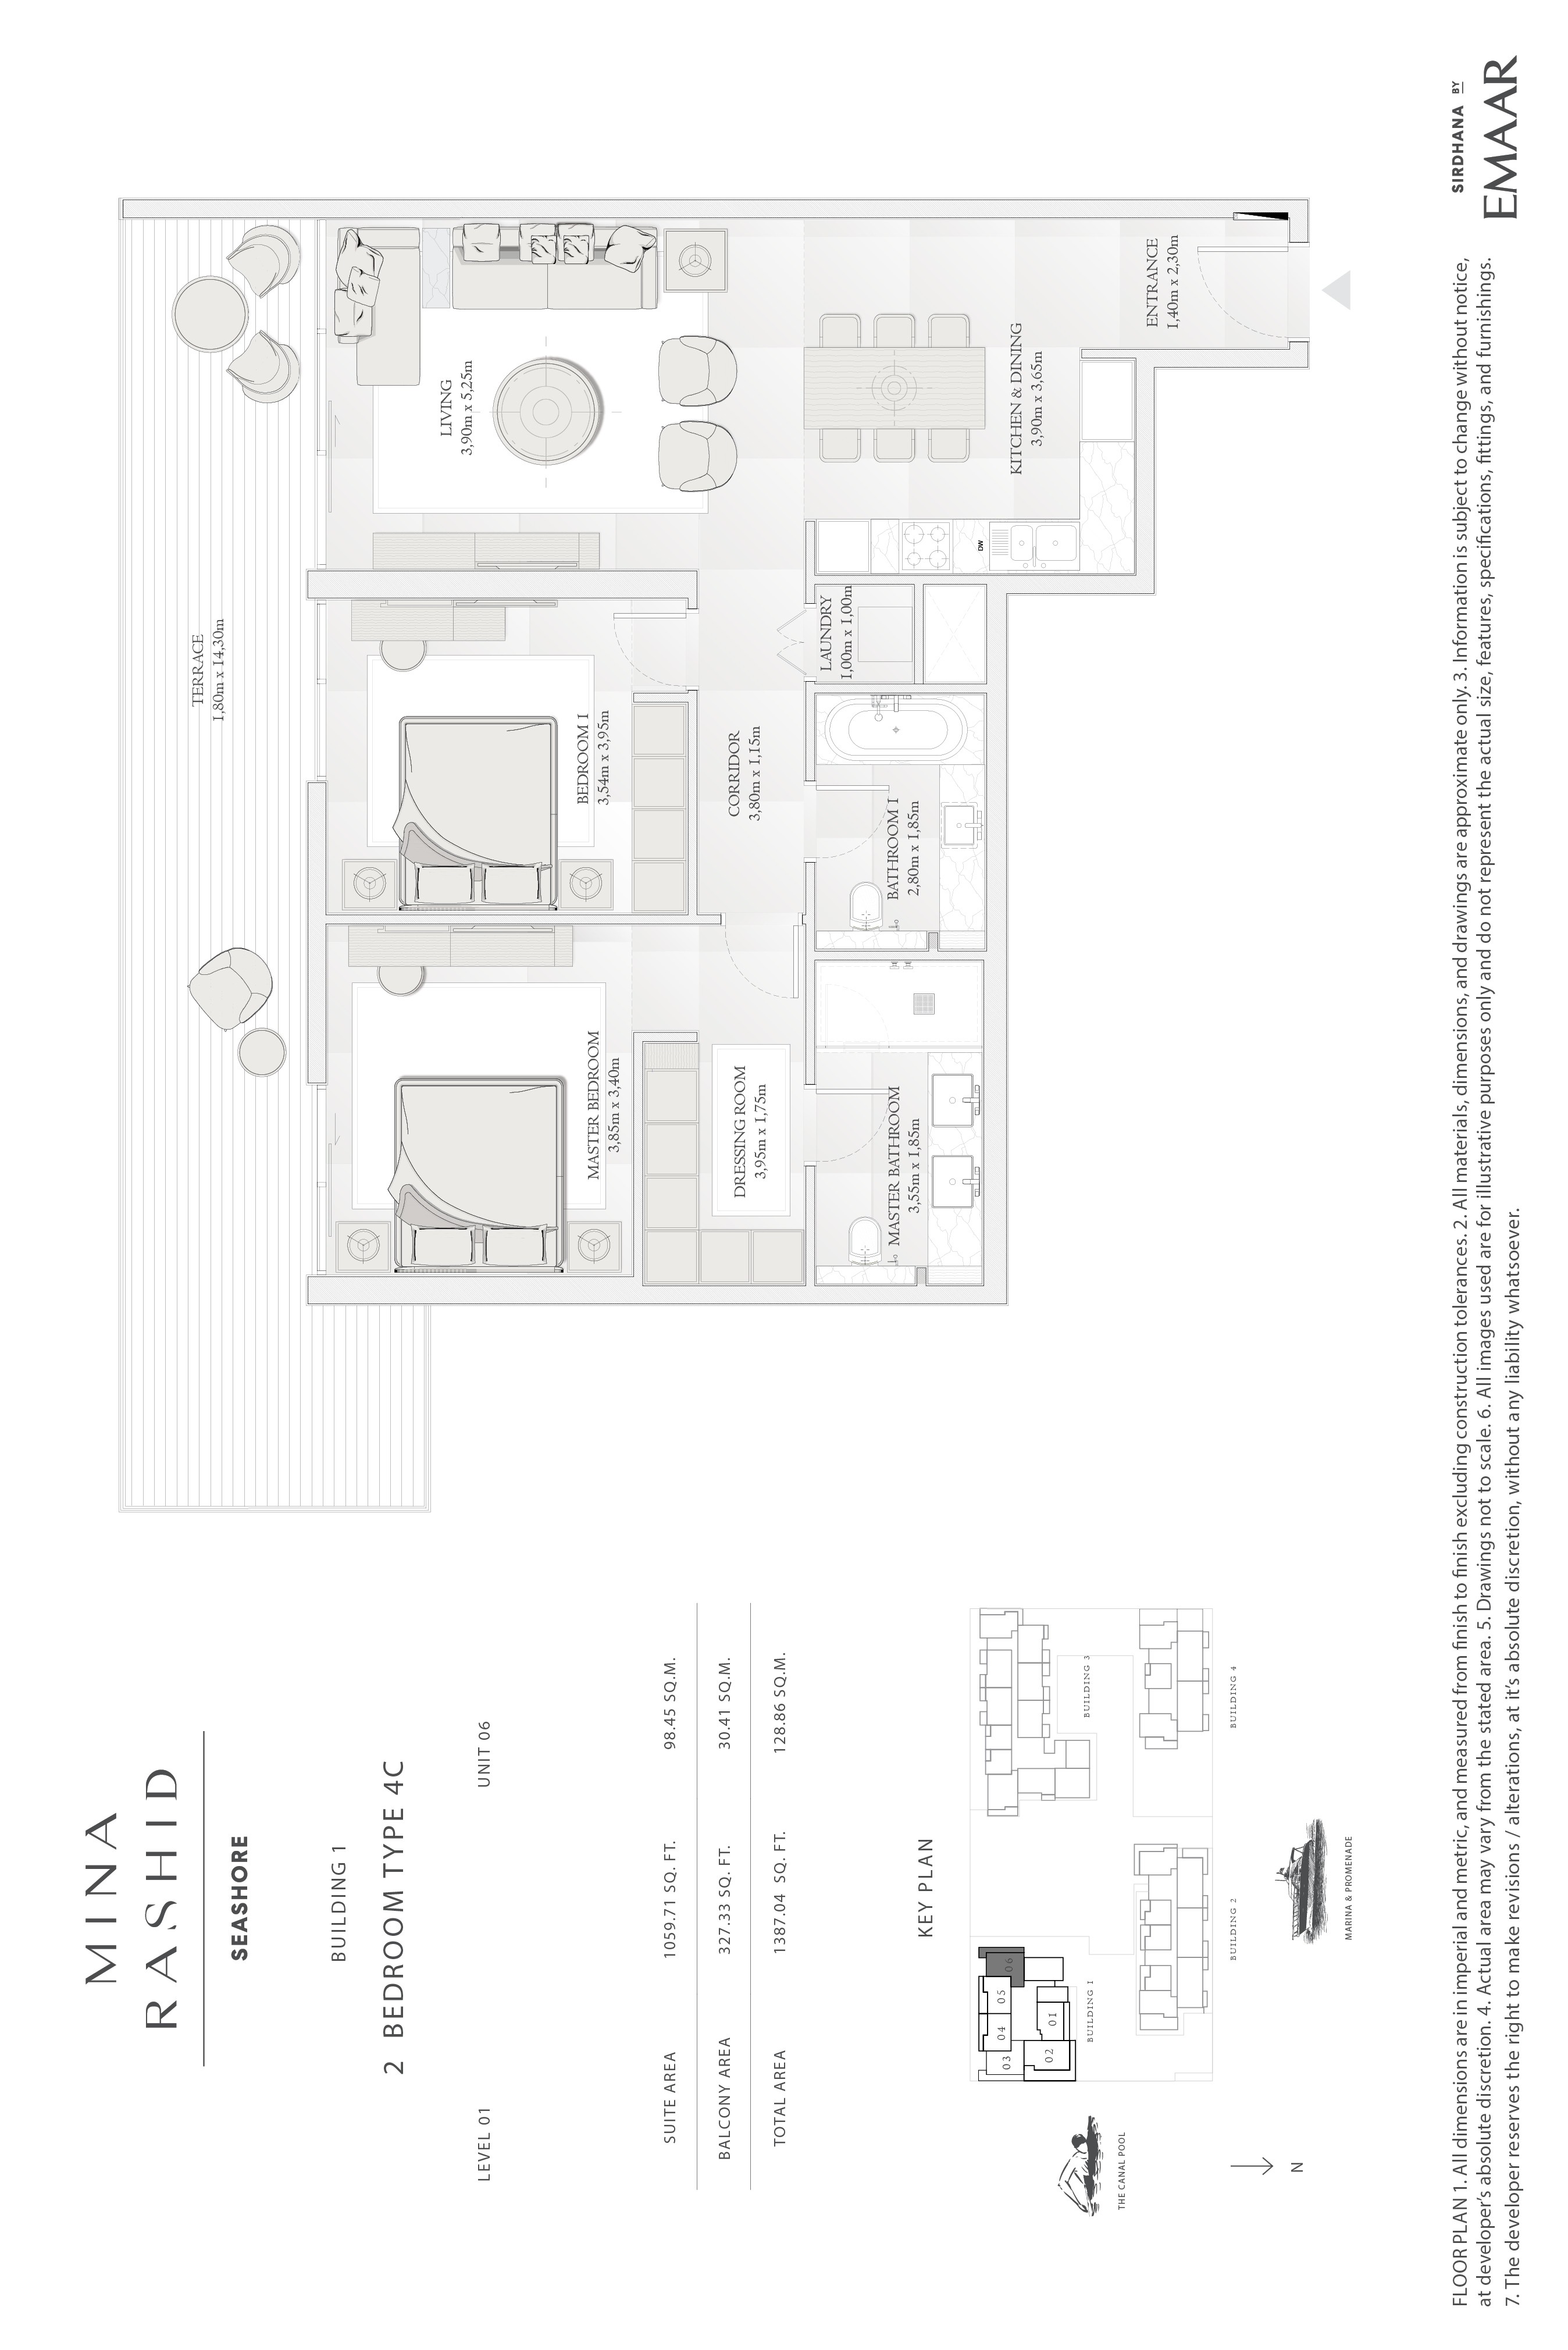 MINA
RASHID
SEASHORE
BUILDING 1
2 BEDROOM TYPE 4C
LEVEL 01 UNIT 06
SUITE AREA 1059.71 SQ. FT. 98.45 SQ.M.
BALCONY AREA 327.33 SQ. FT. 30.41 SQ.M.
TOTAL AREA 1387.04 SQ. FT. 128.86 SQ.M.
KEY PLAN
03
04
05
06
02
01
BUILDING 1
BUILDING 3
BUILDING 2
BUILDING 4
THE CANAL POOL
MARINA & PROMENADE
N
TERRACE
1,80m x 14,30m
LIVING
3,90m x 5,25m
BEDROOM 1
3,54m x 3,95m
MASTER BEDROOM
3,85m x 3,40m
CORRIDOR
3,80m x 1,15m
DRESSING ROOM
3,95m x 1,75m
LAUNDRY
1,00m x 1,00m
BATHROOM 1
2,80m x 1,85m
MASTER BATHROOM
3,55m x 1,85m
DW
KITCHEN & DINING
3,90m x 3,65m
ENTRANCE
1,40m x 2,30m
FLOOR PLAN 1. All dimensions are in imperial and metric, and measured from finish to finish excluding construction tolerances. 2. All materials, dimensions, and drawings are approximate only. 3. Information is subject to change without notice,
at developer's absolute discretion. 4. Actual area may vary from the stated area. 5. Drawings not to scale. 6. All images used are for illustrative purposes only and do not represent the actual size, features, specifications, fittings, and furnishings.
7. The developer reserves the right to make revisions / alterations, at it's absolute discretion, without any liability whatsoever.
SIRDHANA BY
EMAAR